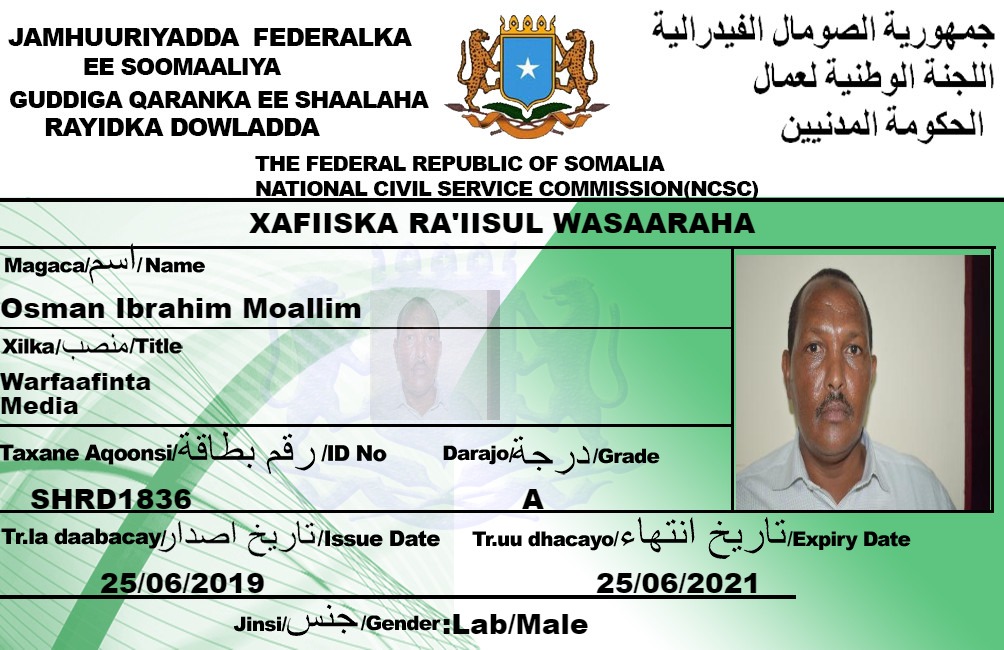 JAMHUURIYADDA FEDERALKA
EE SOOMAALIYA
GUDDIGA QARANKA EE SHAALAHA
RAYIDKA DOWLADDA
جمهورية الصومال الفيدرالية
اللجنة الوطنية لعمال
الحكومة المدنيين
THE FEDERAL REPUBLIC OF SOMALIA
NATIONAL CIVIL SERVICE COMMISSION(NCSC)
XAFIISKA RA'IISUL WASAARAHA
Magaca/اسم/Name
Osman Ibrahim Moallim
Xilka/منصب/Title
Warfaafinta
Media
Taxane Aqoonsi/رقم بطاقة/ID No
Darajo/درجة/Grade
SHRD1836
A
Tr.la daabacay/تاريخ اصدار/Issue Date
Tr.uu dhacayo/تاريخ انتهاء/Expiry Date
25/06/2019
25/06/2021
Jinsi/جنس/Gender:Lab/Male